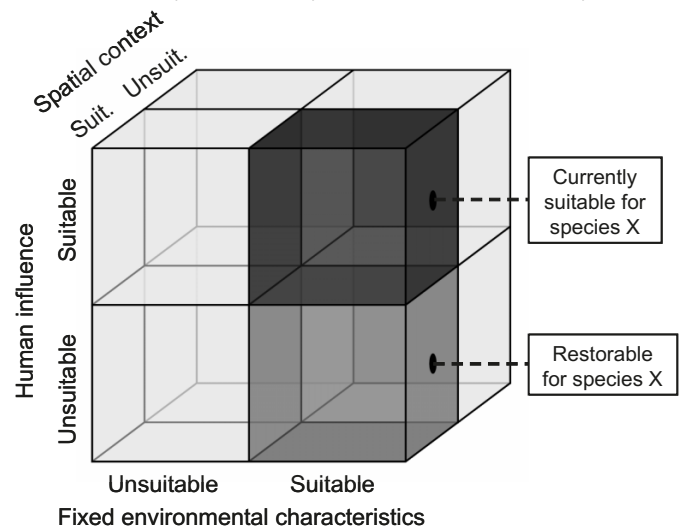 Spatial context
Suit. Unsuit.
Human influence
Suitable
Unsuitable
Currently
suitable for
species X
Restorable
for species X
Unsuitable Suitable
Fixed environmental characteristics